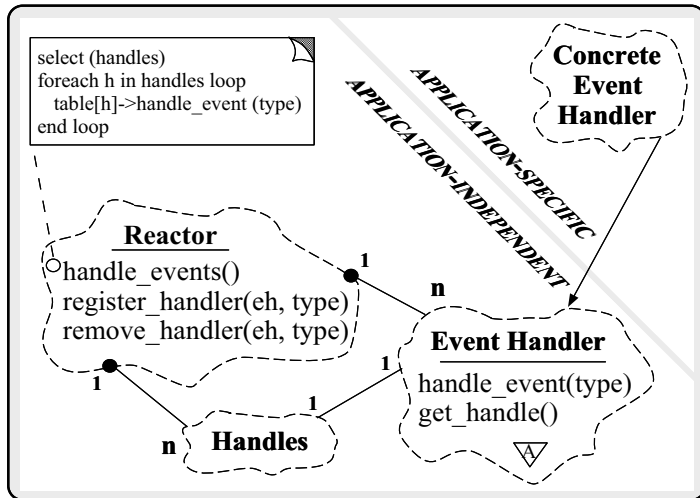 select (handles)
foreach h in handles loop
table[h]->handle_event (type)
end loop
Concrete
Event
Handler
APPLICATION-SPECIFIC
APPLICATION-INDEPENDENT
Reactor
handle_events()
register_handler(eh, type)
remove_handler(eh, type)
1
n
Event Handler
handle_event(type)
get_handle()
A
1
1
1
n
Handles